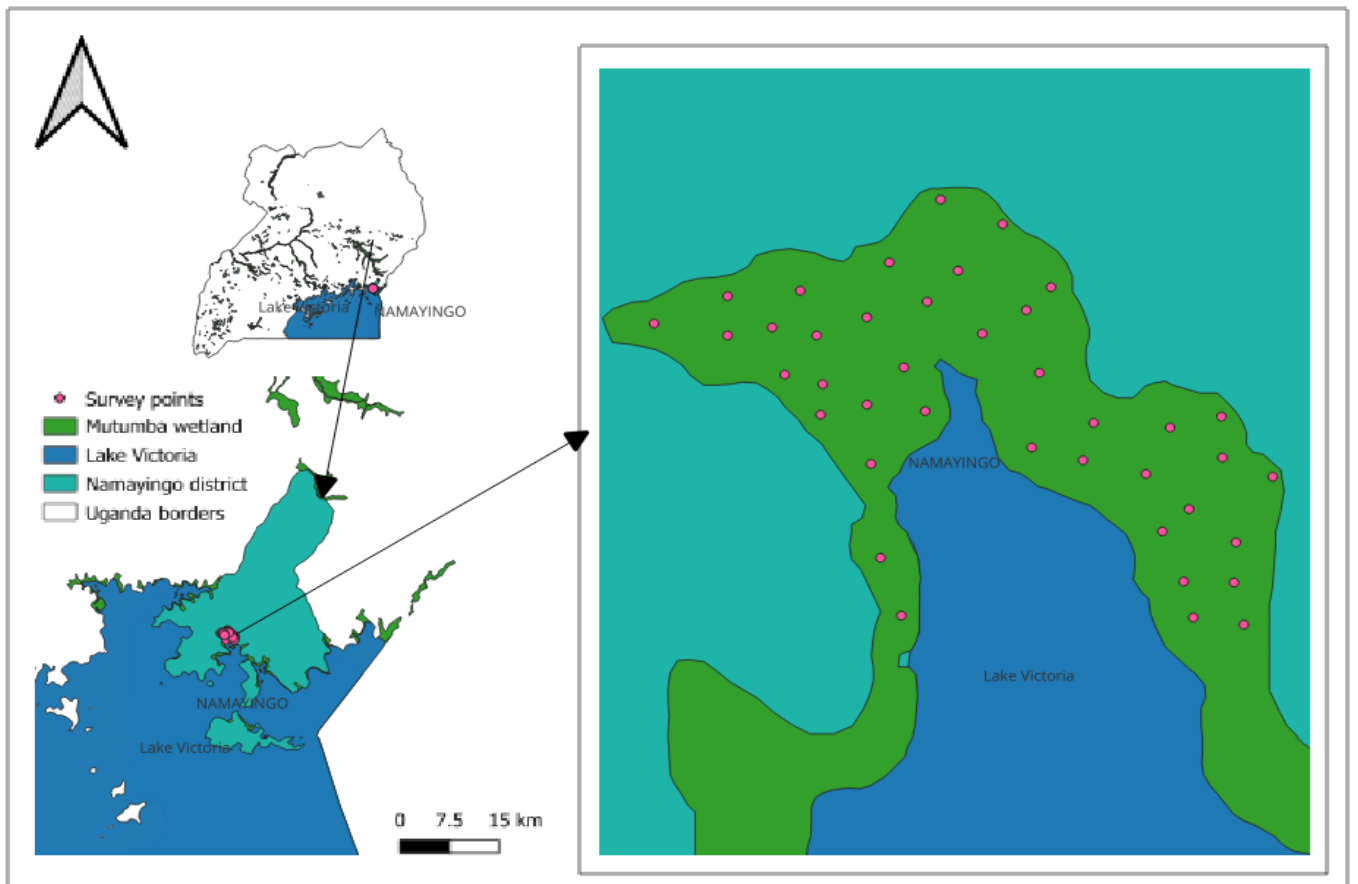 Lake Victoria
NAMAYINGO
Survey points
Mutumba wetland
Lake Victoria
Namayingo district
Uganda borders
NAMAYINGO
Lake Victoria
0 7.5 15 km
NAMAYINGO
Lake Victoria